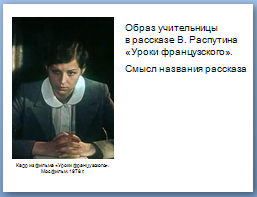 Образ учительницы
в рассказе В. Распутина
«Уроки французского».
Смысл названия рассказа
Кадр из фильма «Уроки французского».
Мосфильм. 1978 г.